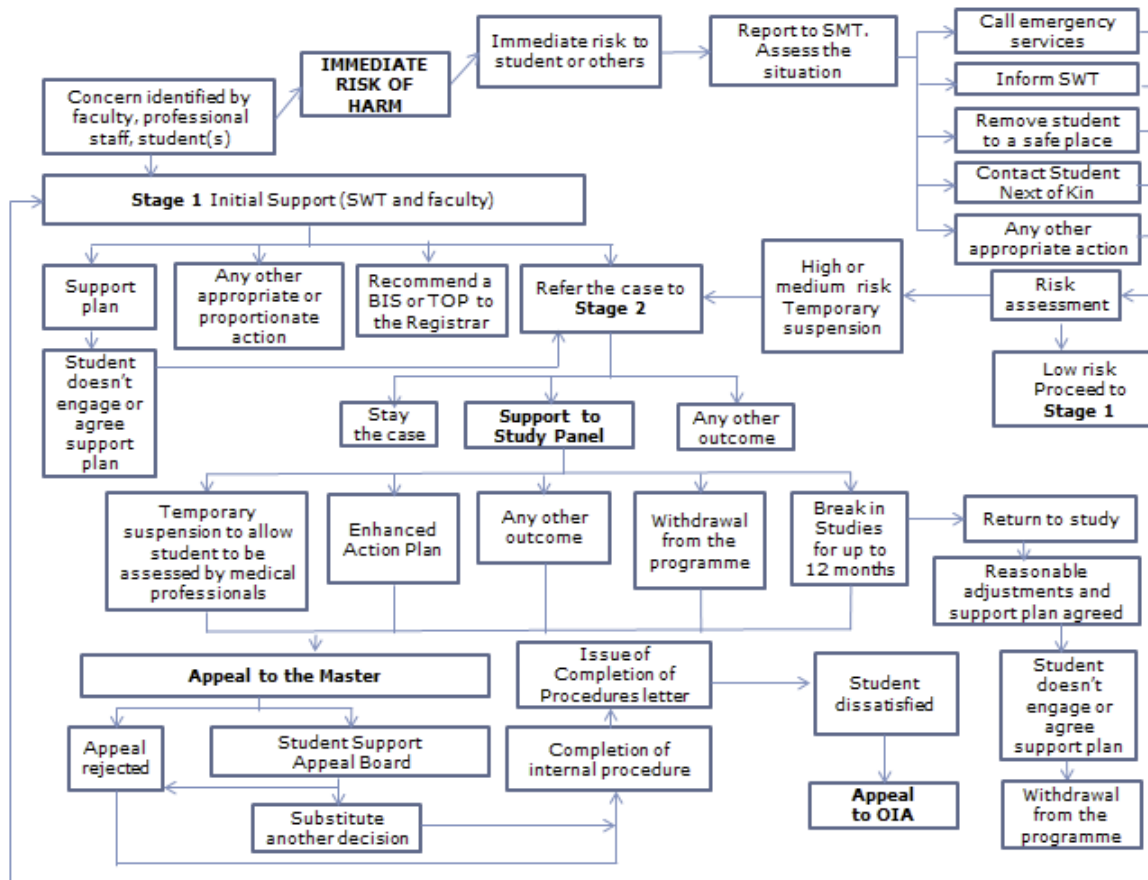 Concern identified by
faculty, professional
staff, student(s)
IMMEDIATE
RISK OF
HARM
Immediate risk to
student or others
Report to SMT.
Assess the
situation
Call emergency
services
Inform SWT
Remove student
to a safe place
Contact Student
Next of Kin
Any other
appropriate action
Risk
assessment
High or
medium risk
Temporary
suspension
Low risk
Proceed to
Stage 1
Stage 1 Initial Support (SWT and faculty)
Support
plan
Any other
appropriate or
proportionate
action
Recommend a
BIS or TOP to
the Registrar
Refer the case to
Stage 2
Student
doesn't
engage or
agree
support
plan
Stay
the case
Support to
Study Panel
Any other
outcome
Temporary
suspension to allow
student to be
assessed by medical
professionals
Enhanced
Action Plan
Any other
outcome
Withdrawal
from the
programme
Break in
Studies
for up to
12 months
Return to study
Reasonable
adjustments and
support plan agreed
Student
doesn't
engage or
agree
support plan
Withdrawal
from the
programme
Appeal to the Master
Appeal
rejected
Student Support
Appeal Board
Substitute
another decision
Issue of
Completion of
Procedures letter
Completion of
internal procedure
Student
dissatisfied
Appeal
to OIA